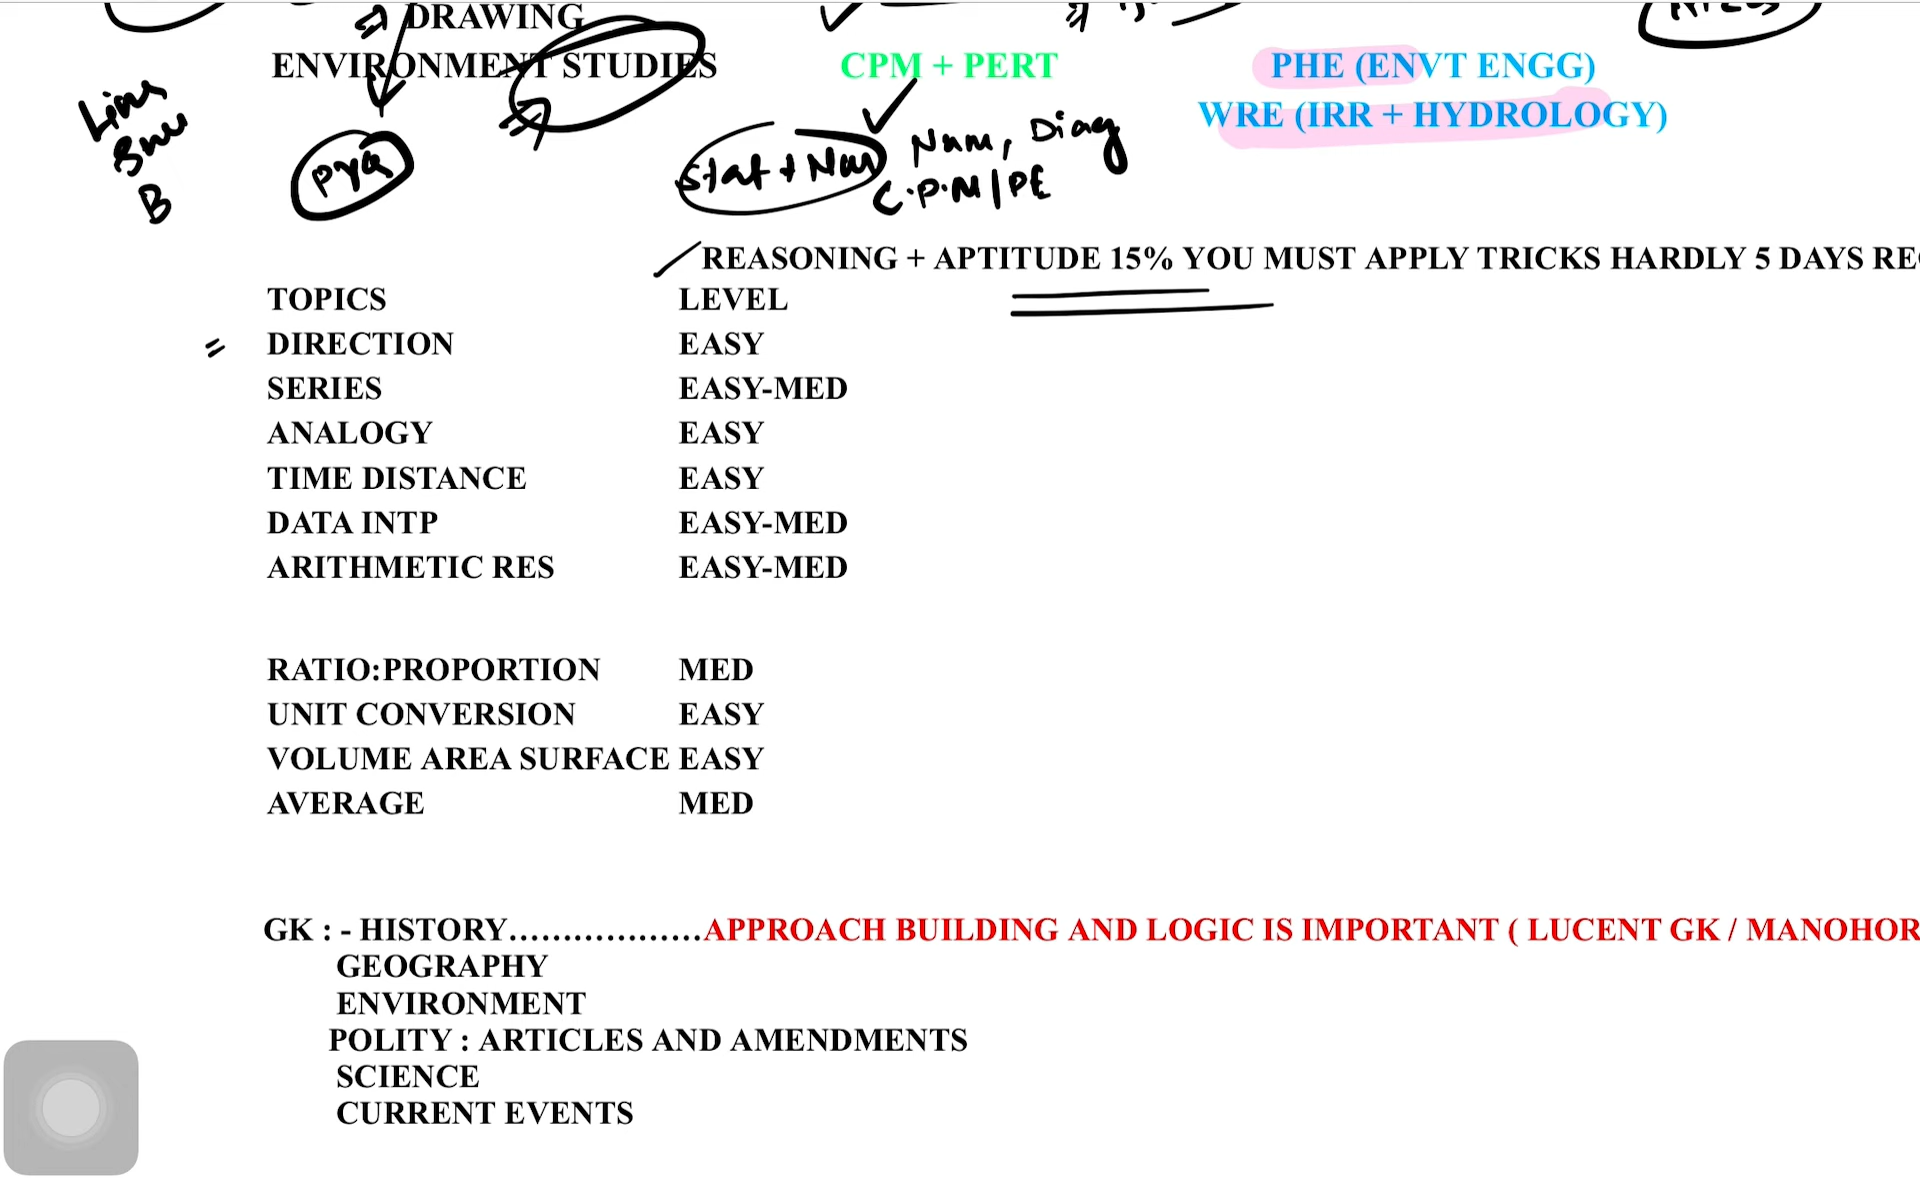 DRAWING
ENVIRONMENT STUDIES CPM + PERT PHE (ENVT ENGG)
WRE (IRR + HYDROLOGY)
PYQ Num, Diag
C.P.M/PE
B
REASONING + APTITUDE 15% YOU MUST APPLY TRICKS HARDLY 5 DAYS
TOPICS LEVEL
DIRECTION EASY
SERIES EASY-MED
ANALOGY EASY
TIME DISTANCE EASY
DATA INTP EASY-MED
ARITHMETIC RES EASY-MED
RATIO:PROPORTION MED
UNIT CONVERSION EASY
VOLUME AREA SURFACE EASY
AVERAGE MED
GK : - HISTORY..................APPROACH BUILDING AND LOGIC IS IMPORTANT ( LUCENT GK / MANOHOR
GEOGRAPHY
ENVIRONMENT
POLITY : ARTICLES AND AMENDMENTS
SCIENCE
CURRENT EVENTS